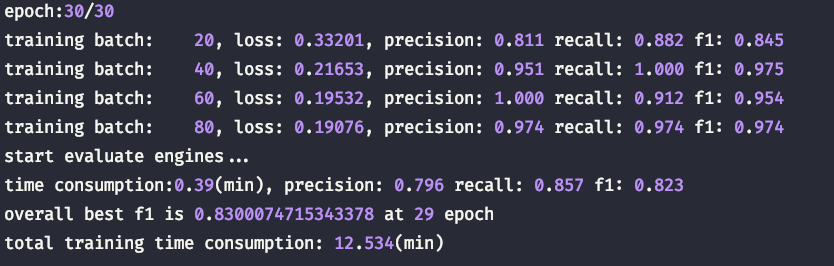 epoch:30/30
training batch:    20, loss: 0.33201, precision: 0.811 recall: 0.882 f1: 0.845
training batch:    40, loss: 0.21653, precision: 0.951 recall: 1.000 f1: 0.975
training batch:    60, loss: 0.19532, precision: 1.000 recall: 0.912 f1: 0.954
training batch:    80, loss: 0.19076, precision: 0.974 recall: 0.974 f1: 0.974
start evaluate engines...
time consumption:0.39(min), precision: 0.796 recall: 0.857 f1: 0.823
overall best f1 is 0.8300074715343378 at 29 epoch
total training time consumption: 12.534(min)